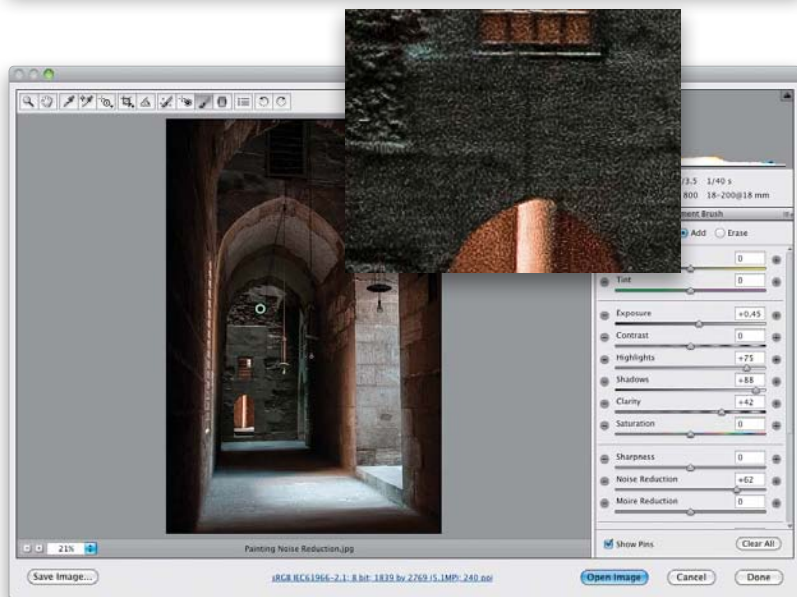 /3.5 1/40 s
800 18-200@18 mm
ment Brush
Add Erase
0
Tint 0
Exposure +0,45
Contrast 0
Highlights +75
Shadows +88
Clarity +42
Saturation 0
Sharpness 0
Noise Reduction +62
Moire Reduction 0
Show Pins Clear All
21% Painting Noise Reduction.jpg
Save Image... sRGB IEC61966-2.1; 8 bit; 1839 by 2769 (5.1MP); 240 ppi Open Image Cancel Done